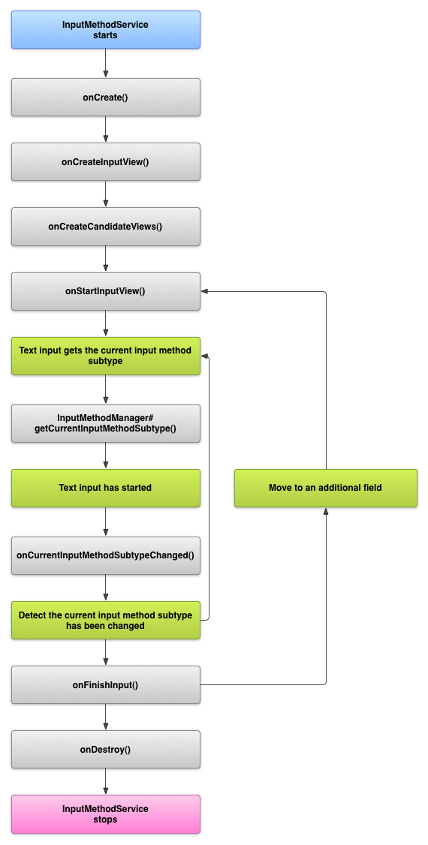 InputMethodService
starts
onCreate()
onCreateInputView()
onCreateCandidateViews()
onStartInputView()
Text input gets the current input method
subtype
InputMethodManager#
getCurrentInputMethodSubtype()
Text input has started
Move to an additional field
onCurrentInputMethodSubtypeChanged()
Detect the current input method subtype
has been changed
onFinishInput()
onDestroy()
InputMethodService
stops